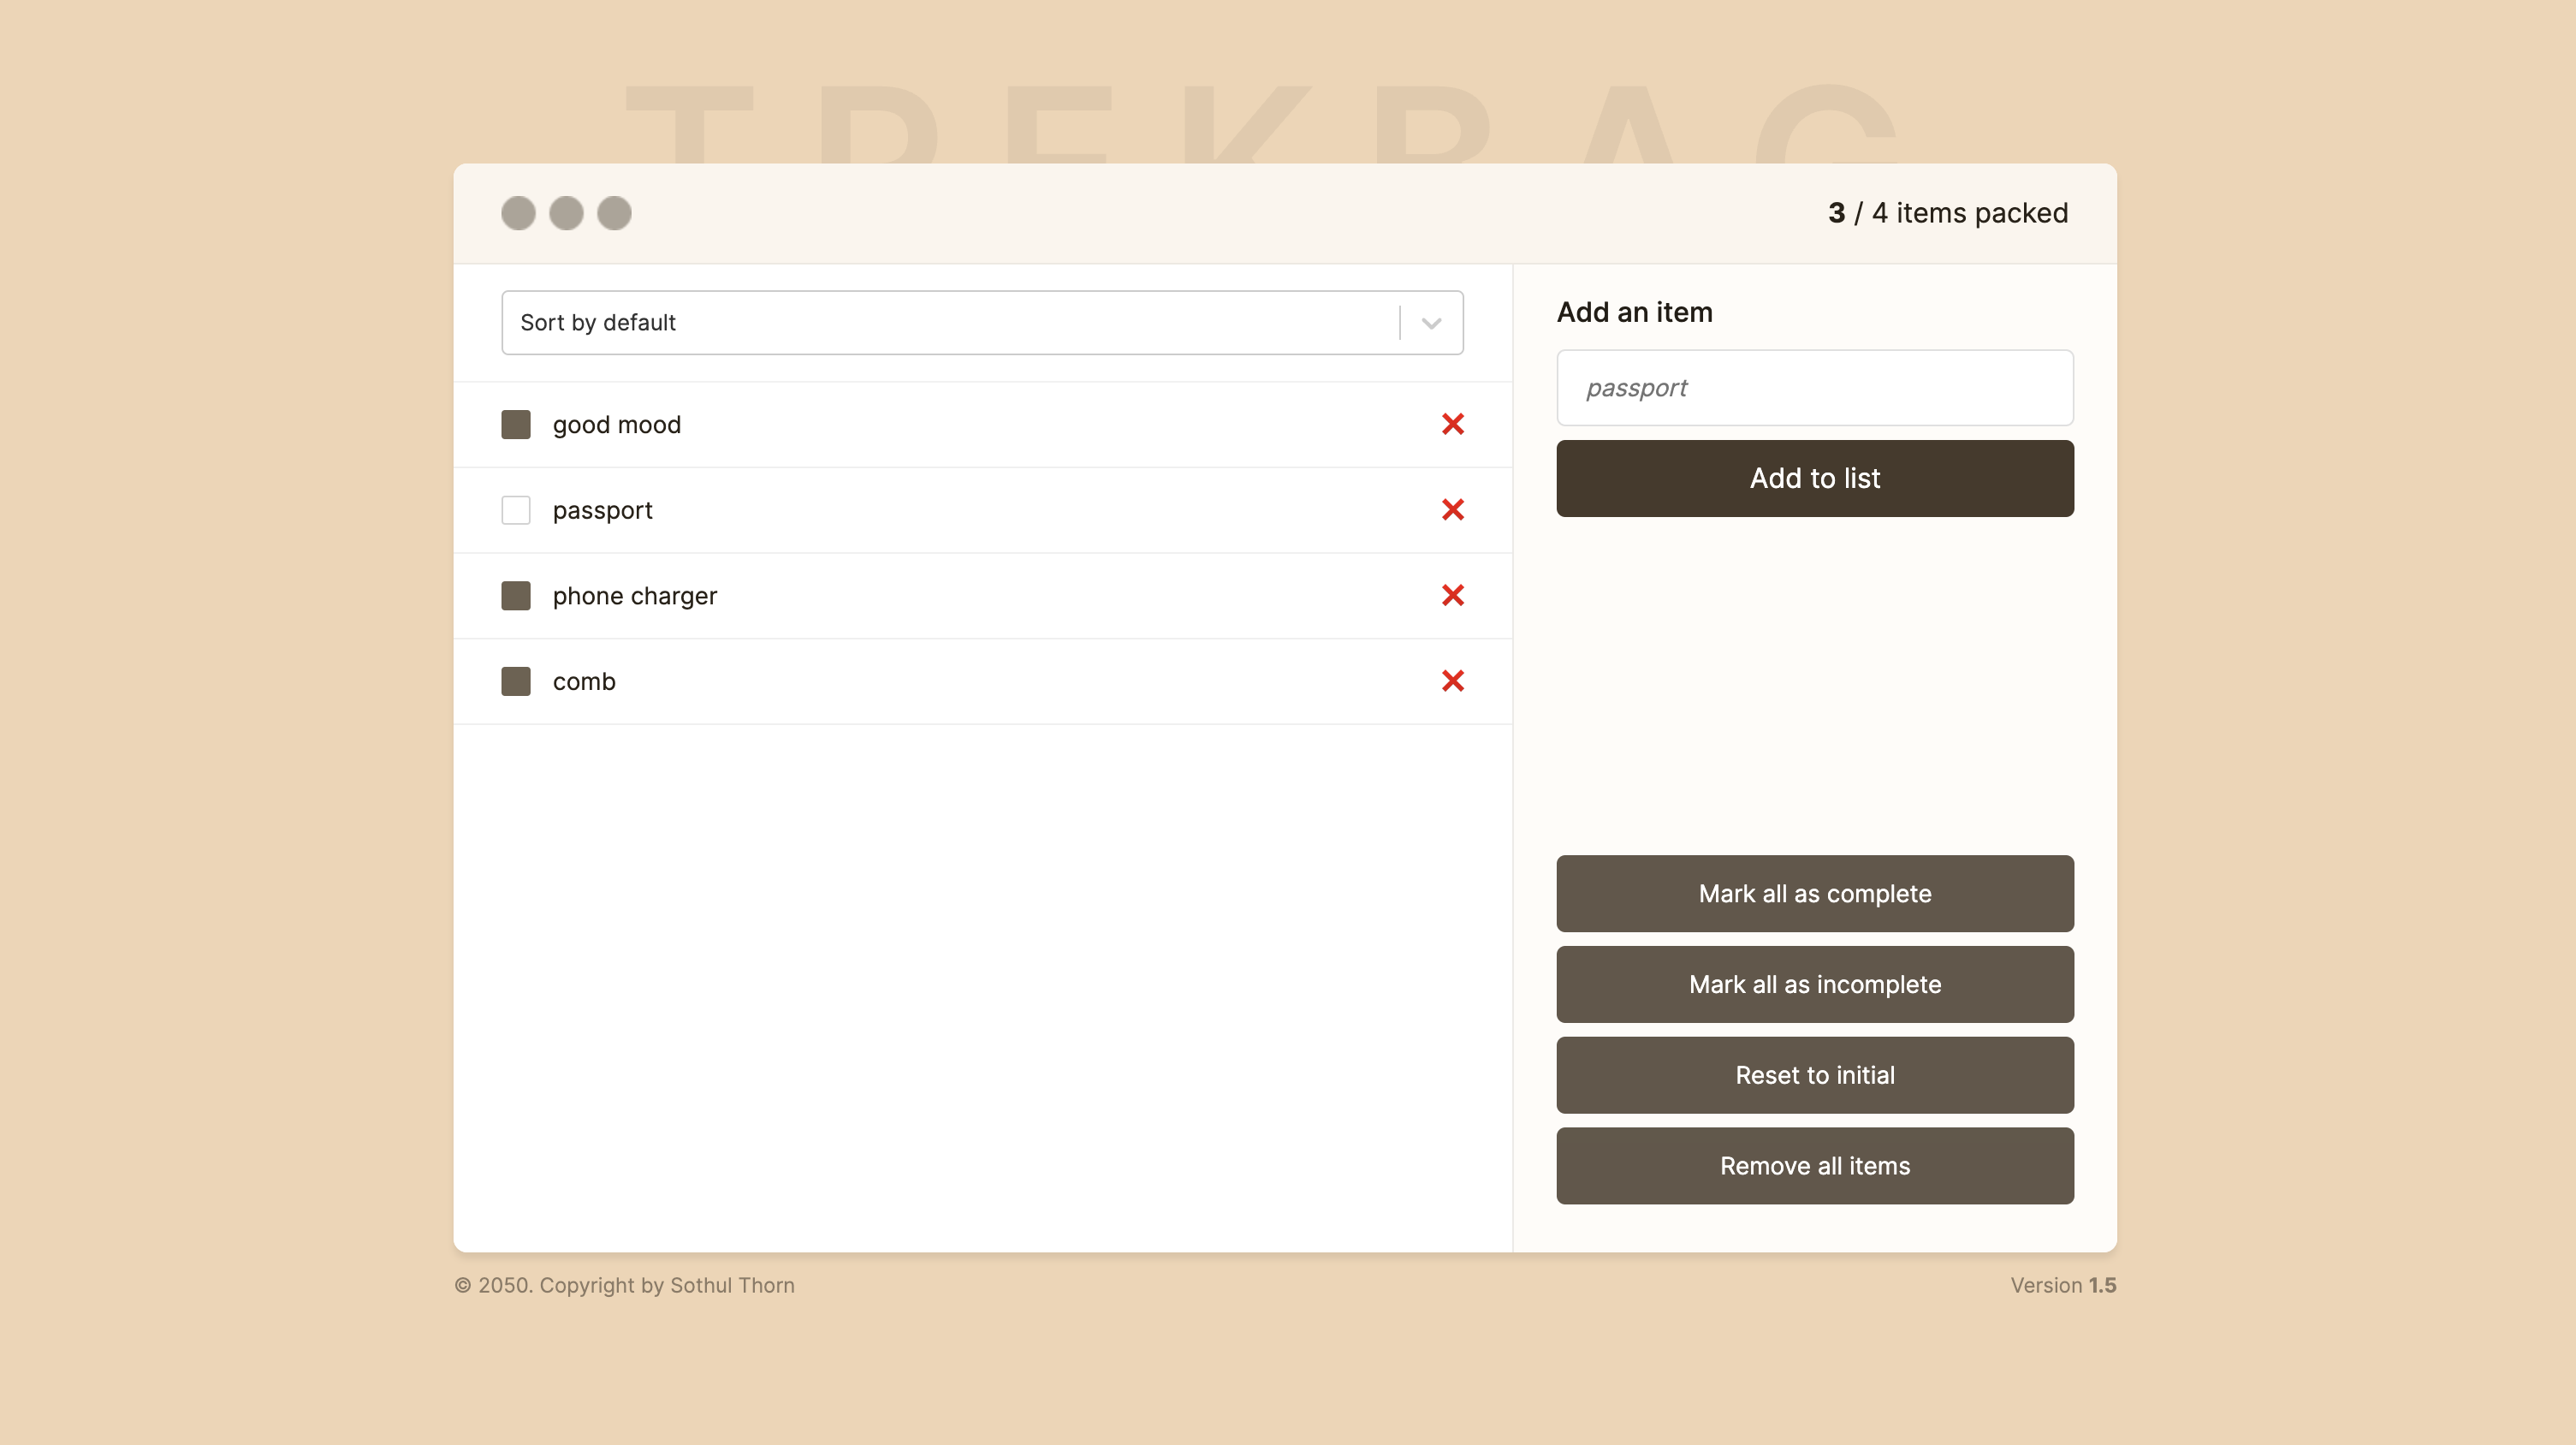 TREKBAG
3 / 4 items packed
Sort by default
good mood
passport
phone charger
comb
Add an item
passport
Add to list
Mark all as complete
Mark all as incomplete
Reset to initial
Remove all items
© 2050. Copyright by Sothul Thorn
Version 1.5